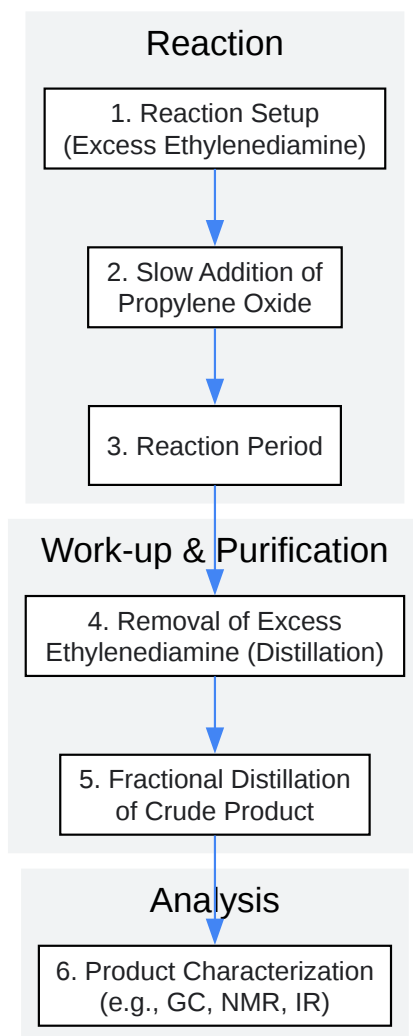 Reaction
1. Reaction Setup
(Excess Ethylenediamine)
2. Slow Addition of
Propylene Oxide
3. Reaction Period
Work-up & Purification
4. Removal of Excess
Ethylenediamine (Distillation)
5. Fractional Distillation
of Crude Product
Analysis
6. Product Characterization
(e.g., GC, NMR, IR)